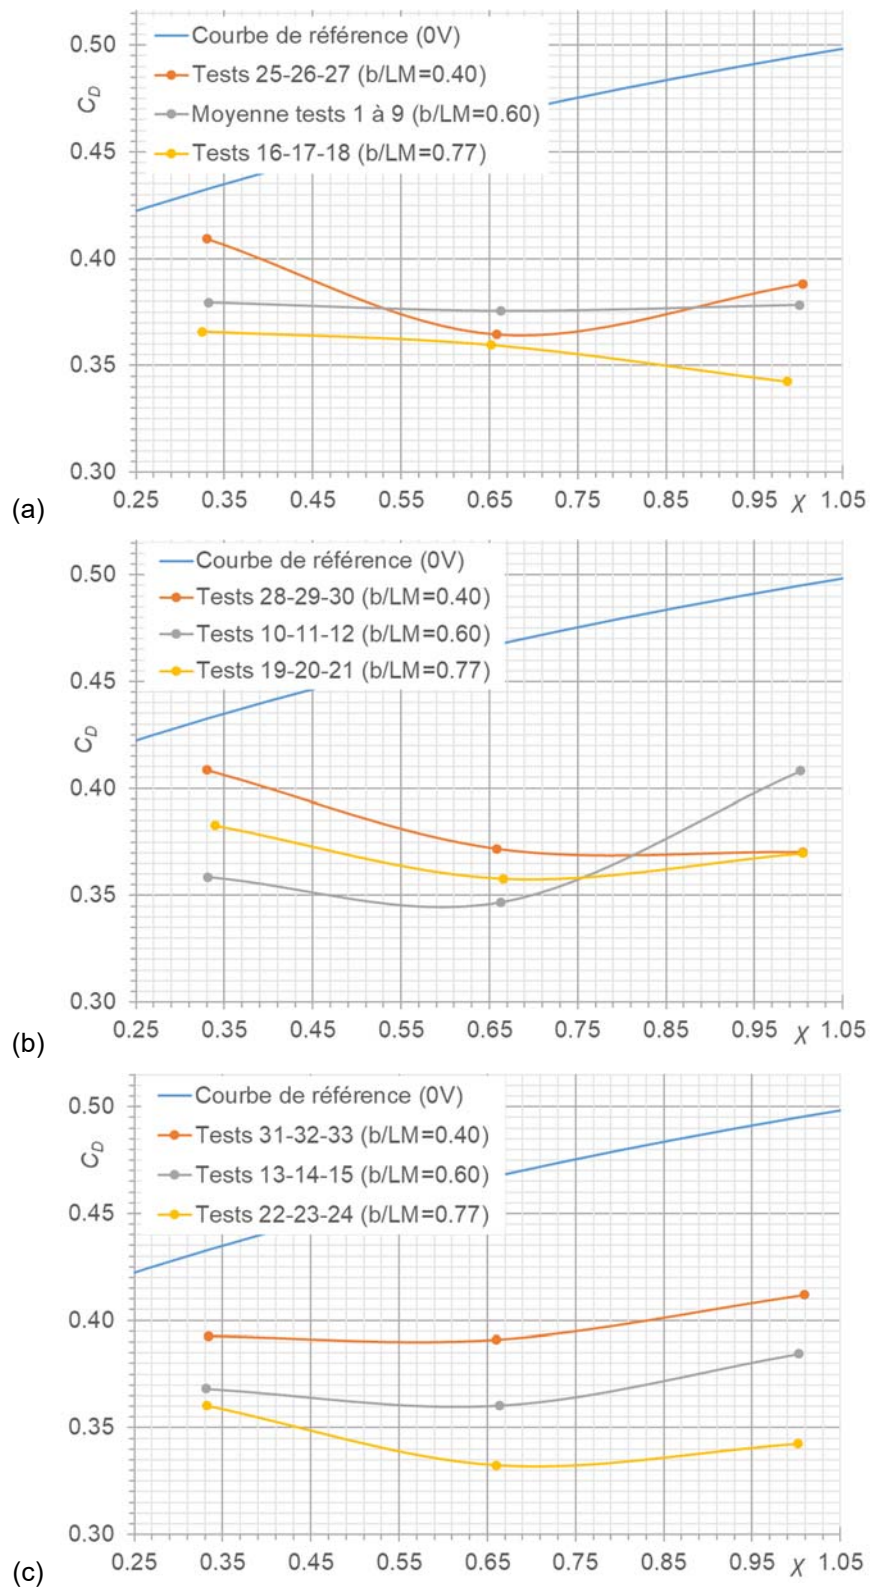 0.50
Courbe de référence (0V)
Tests 25-26-27 (b/LM=0.40)
Moyenne tests 1 à 9 (b/LM=0.60)
Tests 16-17-18 (b/LM=0.77)
C_D
0.45
0.40
0.35
0.30
0.25 0.35 0.45 0.55 0.65 0.75 0.85 0.95 χ 1.05
(a)
0.50
Courbe de référence (0V)
Tests 28-29-30 (b/LM=0.40)
Tests 10-11-12 (b/LM=0.60)
Tests 19-20-21 (b/LM=0.77)
0.45
C_D
0.40
0.35
0.30
0.25 0.35 0.45 0.55 0.65 0.75 0.85 0.95 χ 1.05
(b)
0.50
Courbe de référence (0V)
Tests 31-32-33 (b/LM=0.40)
Tests 13-14-15 (b/LM=0.60)
Tests 22-23-24 (b/LM=0.77)
C_D
0.45
0.40
0.35
0.30
0.25 0.35 0.45 0.55 0.65 0.75 0.85 0.95 χ 1.05
(c)